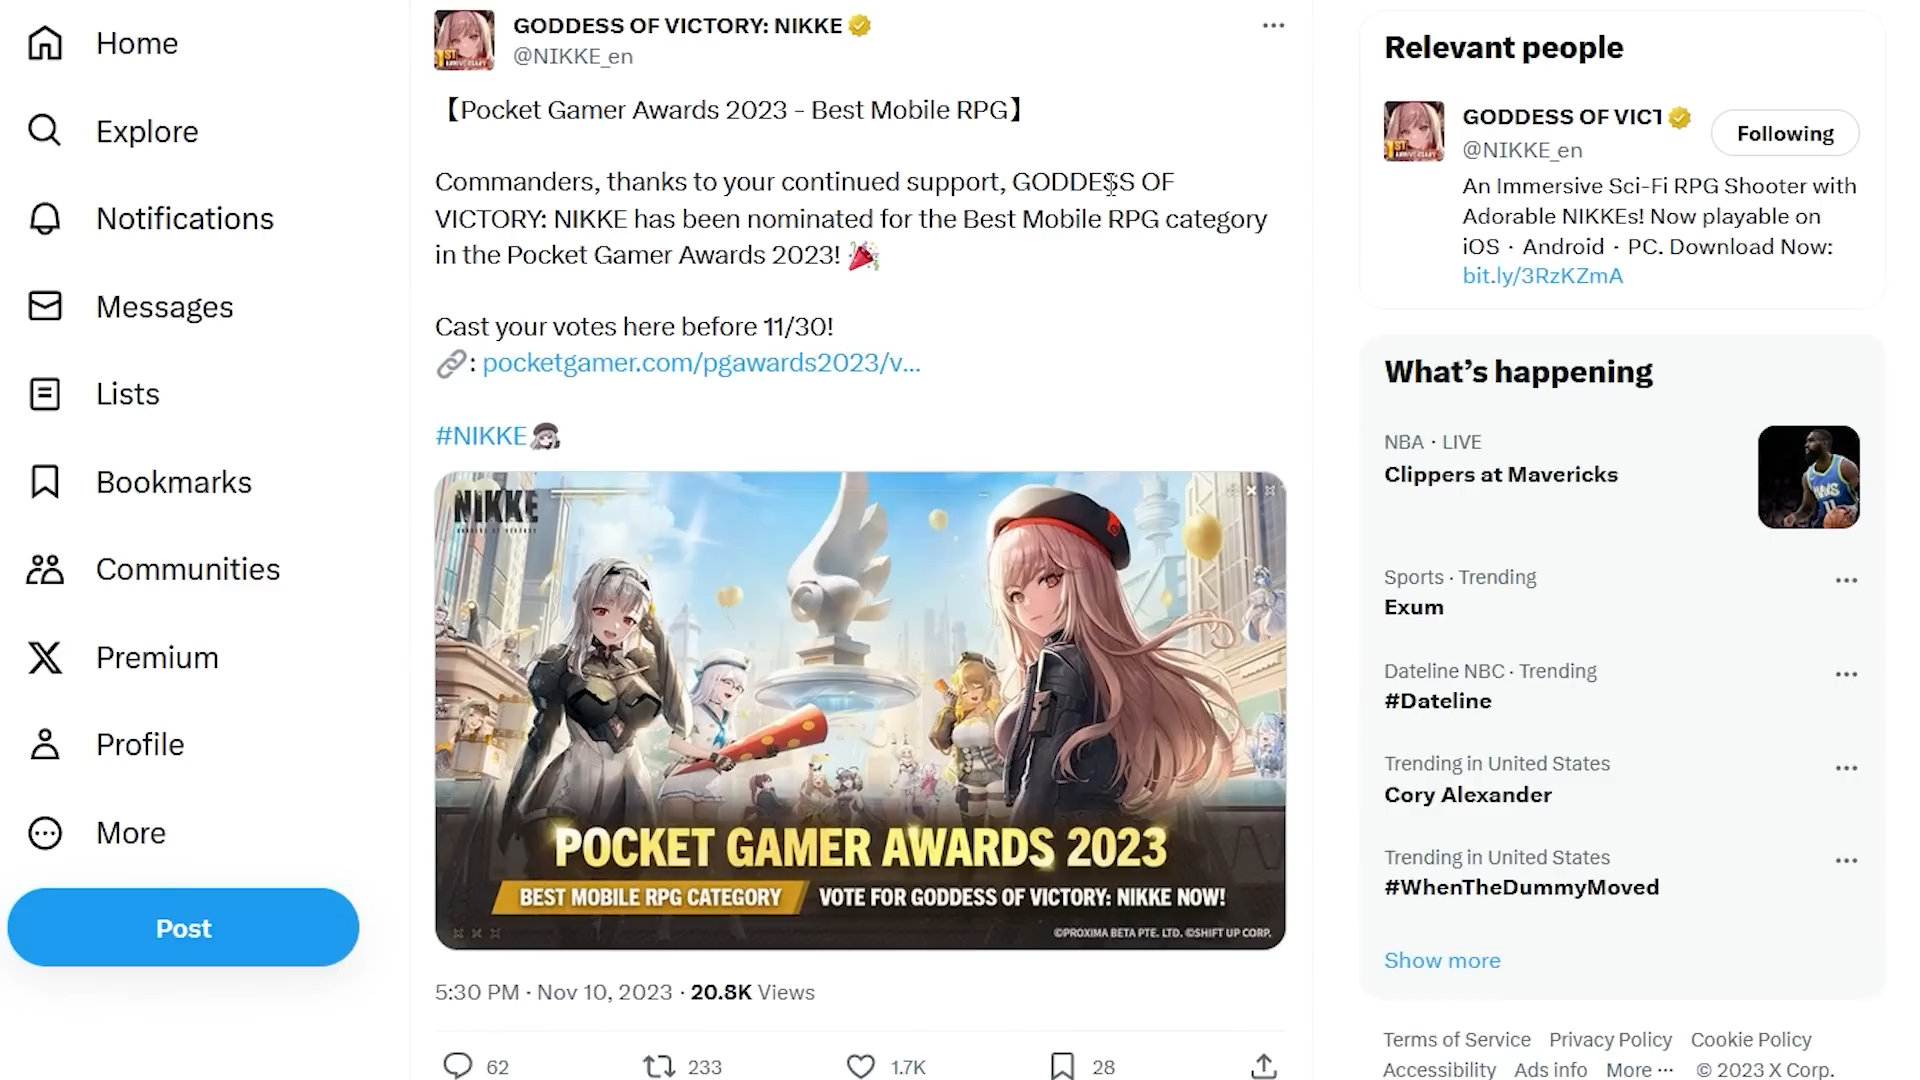 Home
Explore
Notifications
Messages
Lists
Bookmarks
Communities
Premium
Profile
More
Post
GODDESS OF VICTORY: NIKKE
@NIKKE_en
【Pocket Gamer Awards 2023 - Best Mobile RPG】
Commanders, thanks to your continued support, GODDESS OF
VICTORY: NIKKE has been nominated for the Best Mobile RPG category
in the Pocket Gamer Awards 2023! 🎉
Cast your votes here before 11/30!
🔗: pocketgamer.com/pgawards2023/v...
#NIKKE
NIKKE
POCKET GAMER AWARDS 2023
BEST MOBILE RPG CATEGORY
VOTE FOR GODDESS OF VICTORY: NIKKE NOW!
©PROXIMA BETA PTE. LTD. ©SHIFT UP CORP.
5:30 PM · Nov 10, 2023 · 20.8K Views
62
233
1.7K
28
Relevant people
GODDESS OF VICT
@NIKKE_en
Following
An Immersive Sci-Fi RPG Shooter with
Adorable NIKKEs! Now playable on
iOS · Android · PC. Download Now:
bit.ly/3RzKZmA
What's happening
NBA · LIVE
Clippers at Mavericks
Sports · Trending
Exum
Dateline NBC · Trending
#Dateline
Trending in United States
Cory Alexander
Trending in United States
#WhenTheDummyMoved
Show more
Terms of Service Privacy Policy Cookie Policy
Accessibility Ads info More ··· © 2023 X Corp.